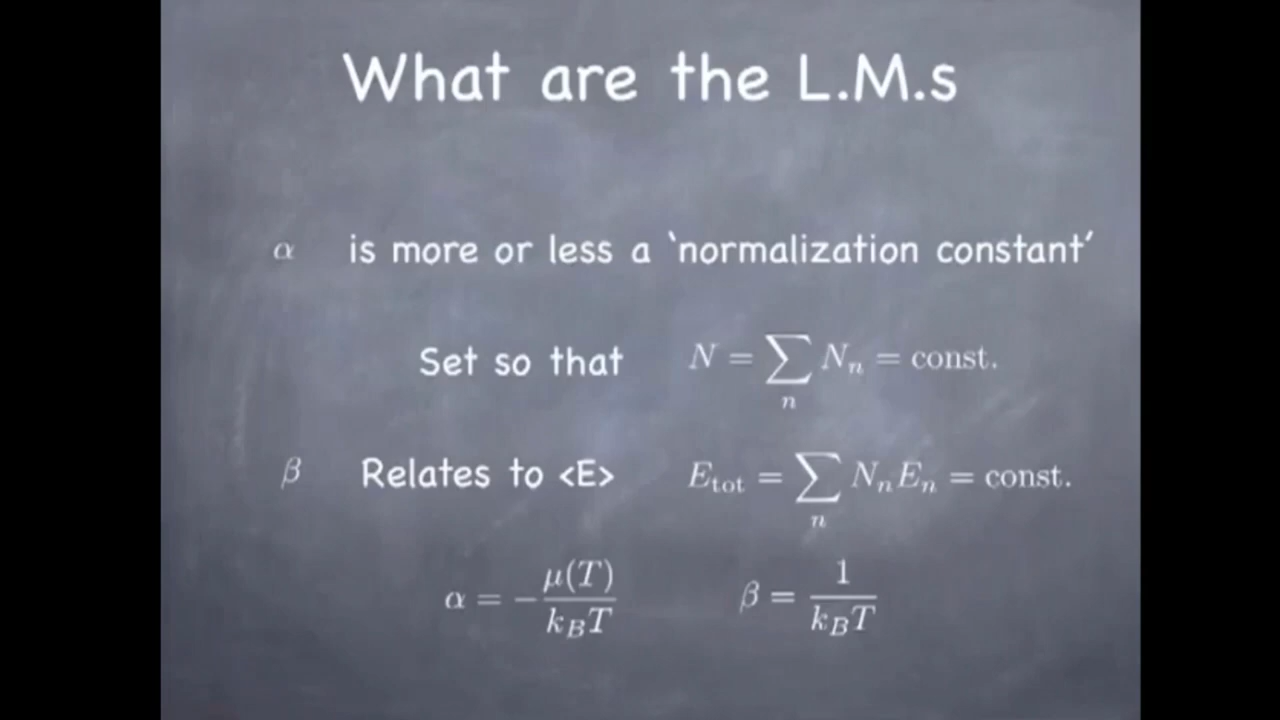 What are the L.M.s
α is more or less a ‘normalization constant’
Set so that N = ∑_n N_n = const.
β Relates to <E> E_tot = ∑_n N_n E_n = const.
α = −μ(T)/k_B T β = 1/k_B T